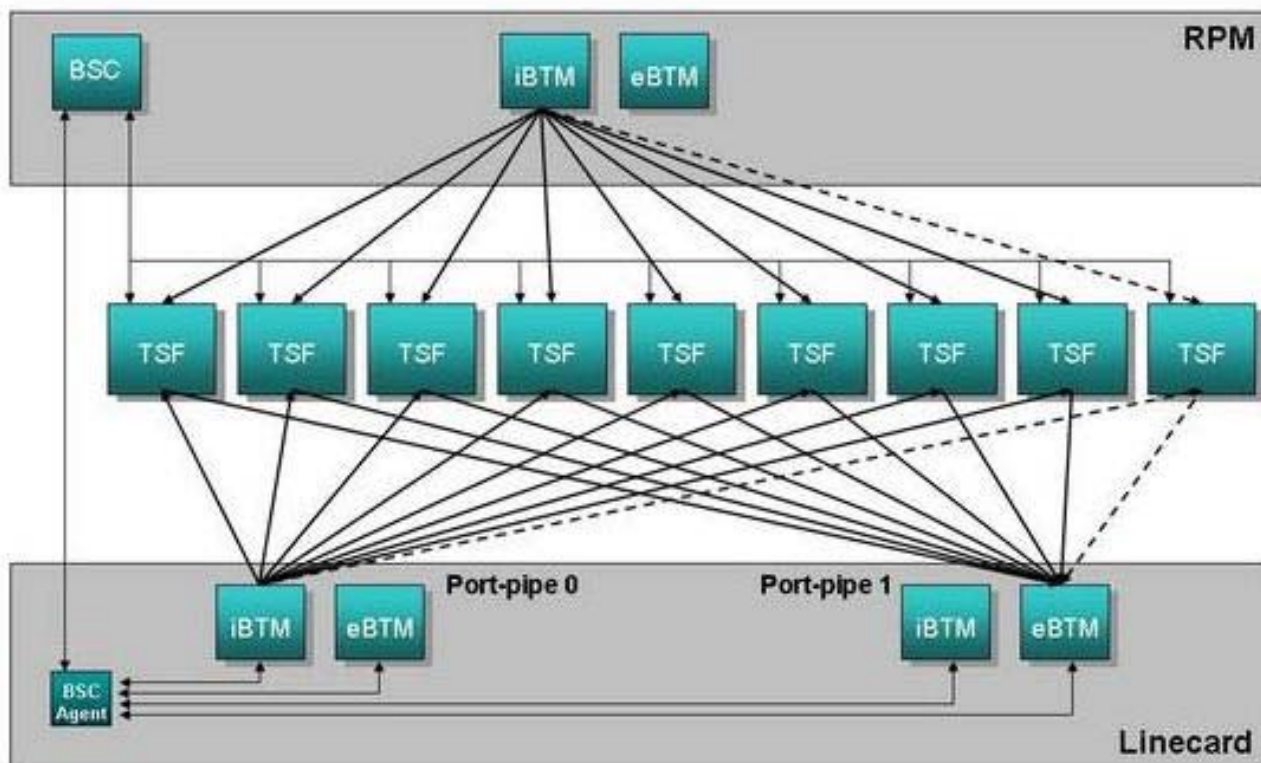 RPM
BSC
iBTM
eBTM
TSF
TSF
TSF
TSF
TSF
TSF
TSF
TSF
TSF
Port-pipe 0
Port-pipe 1
iBTM
eBTM
iBTM
eBTM
BSC
Agent
Linecard